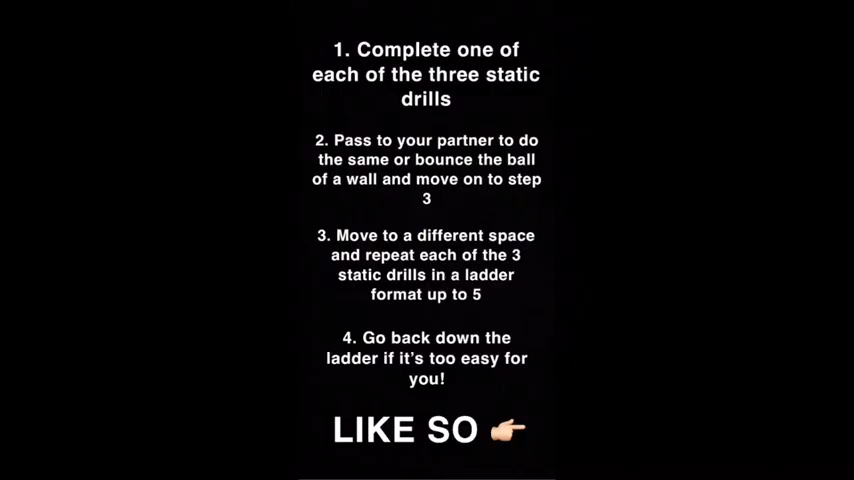 1. Complete one of
each of the three static
drills
2. Pass to your partner to do
the same or bounce the ball
of a wall and move on to step
3
3. Move to a different space
and repeat each of the 3
static drills in a ladder
format up to 5
4. Go back down the
ladder if it’s too easy for
you!
LIKE SO 👉🏻